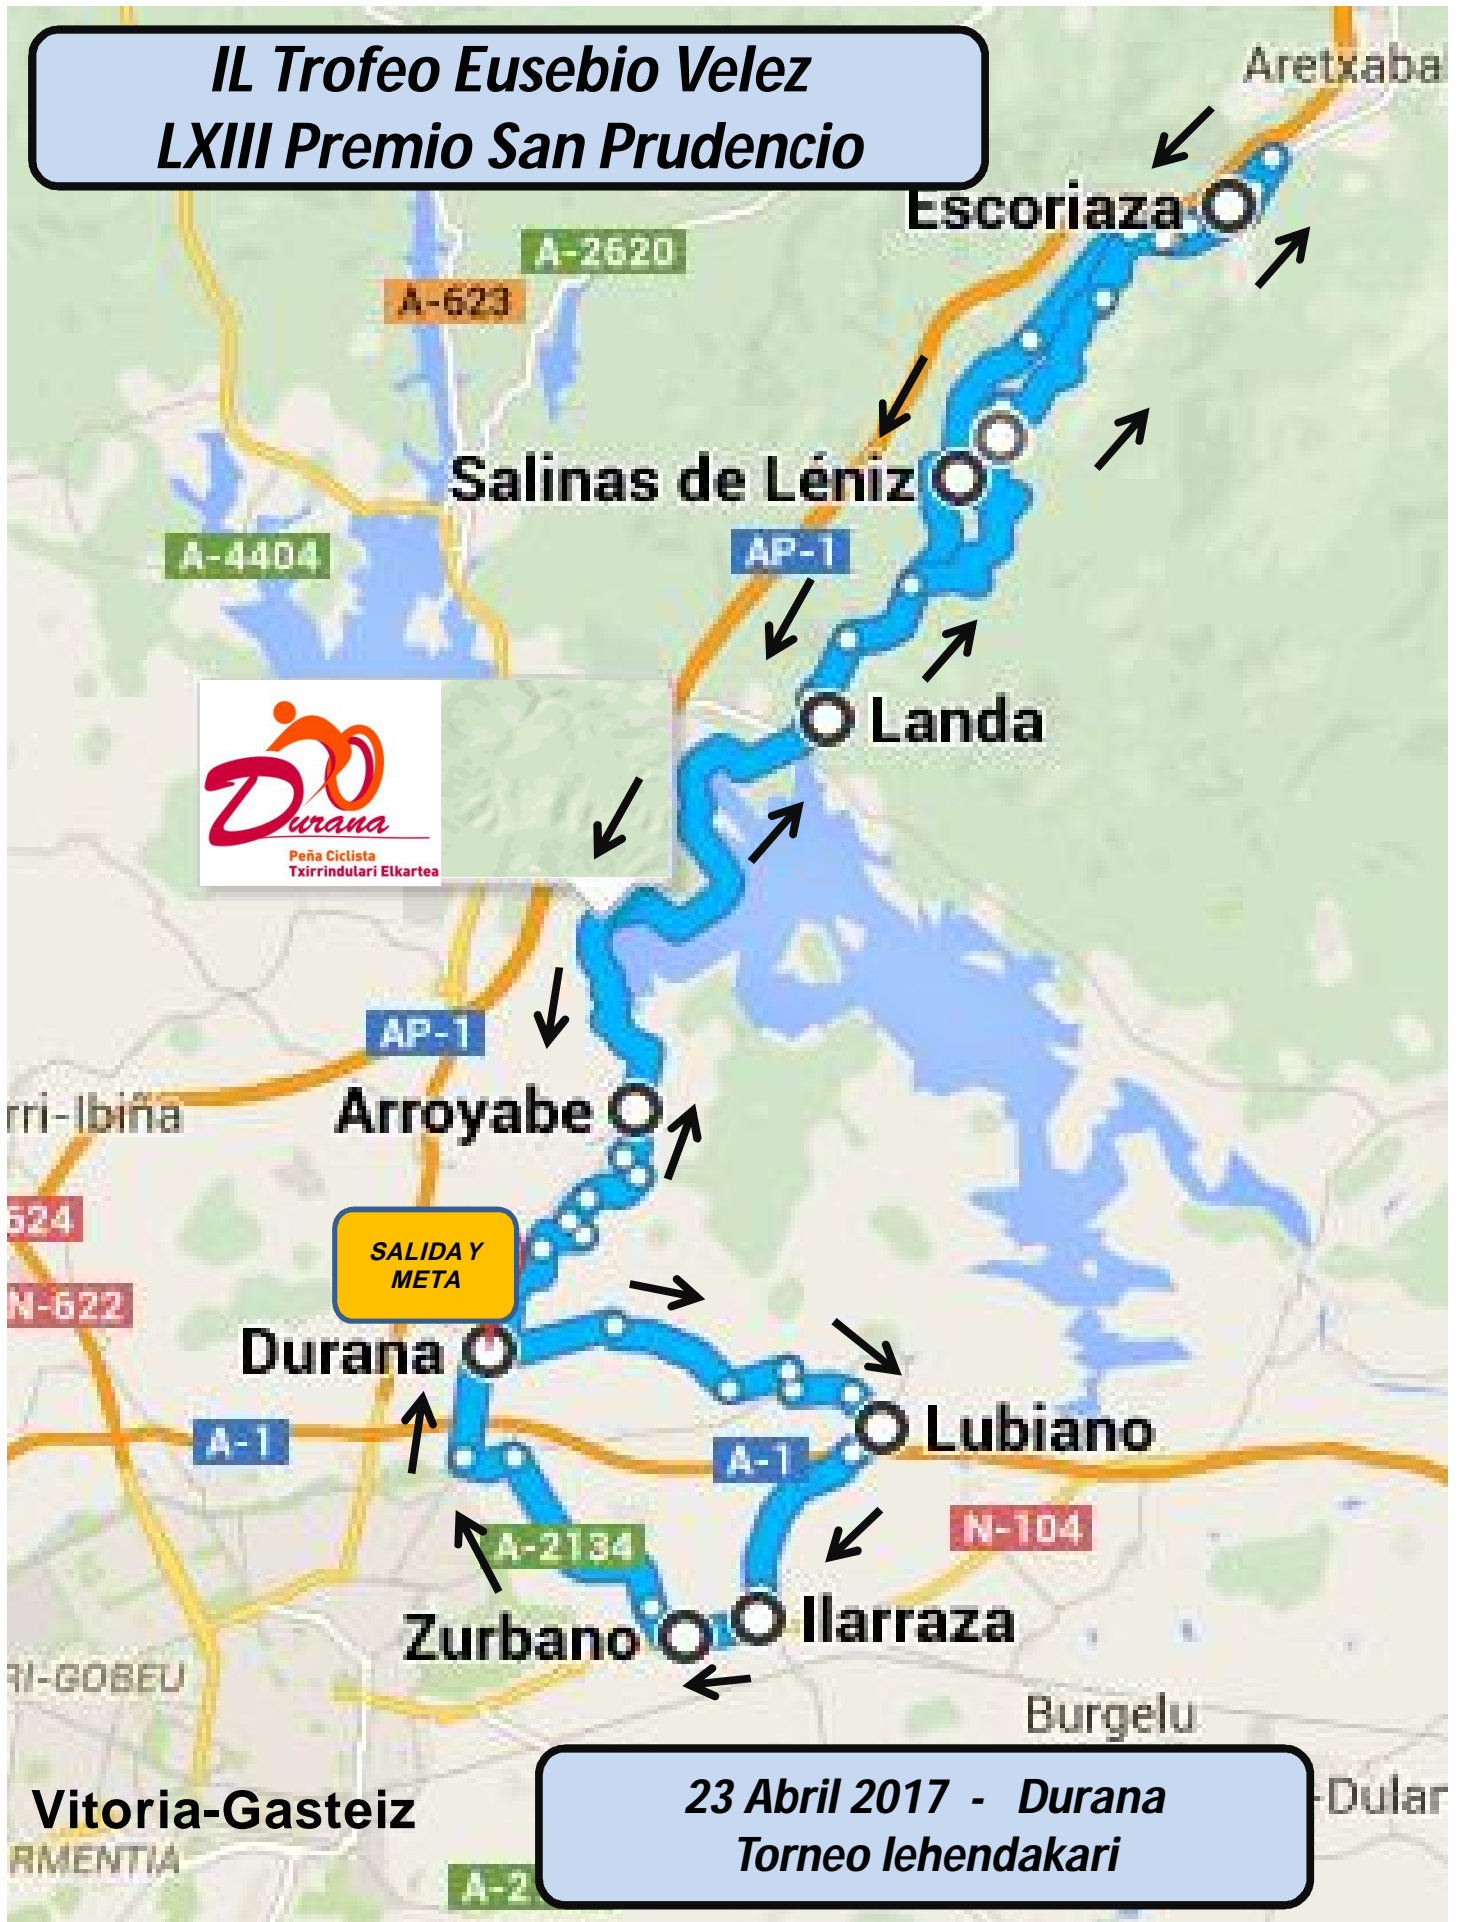 IL Trofeo Eusebio Velez
LXIII Premio San Prudencio
Aretxabal
Escoriaza
A-2620
A-623
Salinas de Léniz
AP-1
A-4404
Landa
Durana
Peña Ciclista
Txirrindulari Elkartea
AP-1
Arroyabe
rri-Ibiña
624
SALIDA Y
META
N-622
Durana
Lubiano
A-1
A-1
N-104
A-2134
Ilarraza
Zurbano
RI-GOBEU
Burgelu
23 Abril 2017 - Durana
Torneo lehendakari
-Dular
Vitoria-Gasteiz
RMENTIA
A-2